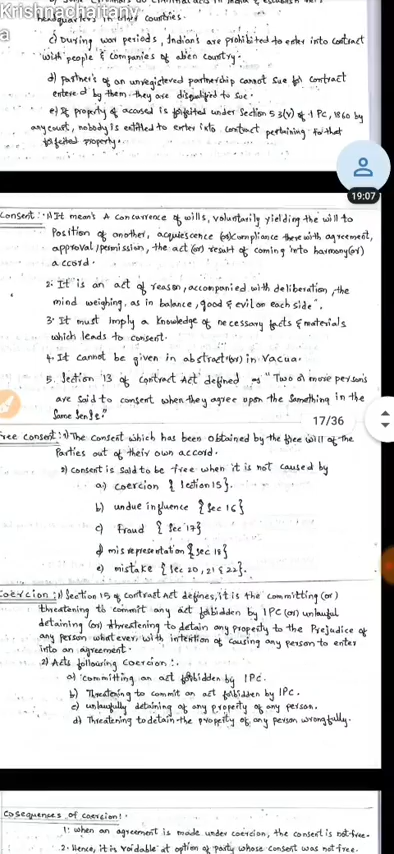 Krishnachaitany
a
countries.
c) During war periods, Indian's are prohibited to enter into contract
with people & companies of alien country.
d) partner's of an unregistered partnership cannot sue for contract
entered by them. they are disqualified to sue.
e) If property of accused is forfeited under Section 53(V) of IPC, 1860 by
any court, nobody is entitled to enter into contract pertaining to that
forfeited property.
19:07
Consent: 1) It mean's A concurrence of wills, voluntarily yielding the will to
Position of another, acquiescence (or) compliance therewith agreement,
approval/permission, the act (or) result of coming into harmony (or)
accord.
2. It is an act of reason, accompanied with deliberation, the
mind weighing, as in balance, good & evil on each side".
3. It must imply a knowledge of necessary facts & materials
which leads to consent.
4. It cannot be given in abstract (or) in vacua.
5. Section '13 of Contract Act' defined as "Two or more persons
are said to consent when they agree upon the Something in the
Same Sense."
17/36
ree consent: 1) The consent which has been obtained by the free will of the
Parties out of their own accord.
2) consent is said to be free when it is not caused by
a) coercion { Section 15}.
b) undue influence { Sec 16}
c) Fraud { Sec 17}
d) misrepresentation { Sec 18}
e) mistake { Sec 20, 21 & 22}.
Coercion: 1) Section 15 of contract Act defines, it is the committing (or)
threatening to commit any act forbidden by IPC (or) unlawful
detaining (or) threatening to detain any property to the Prejudice of
any person whatever, with intention of causing any person to enter
into an agreement.
2) Acts following Coercion:.
a) committing an act forbidden by IPC.
b) Threatening to commit an act forbidden by IPC.
c) unlawfully detaining of any property of any person.
d) Threatening to detain the property of any person wrongfully.
Cosequences of coercion:
1. when an agreement is made under coercion, the consent is not free.
2. Hence, it is voidable at option of party whose consent was not free.